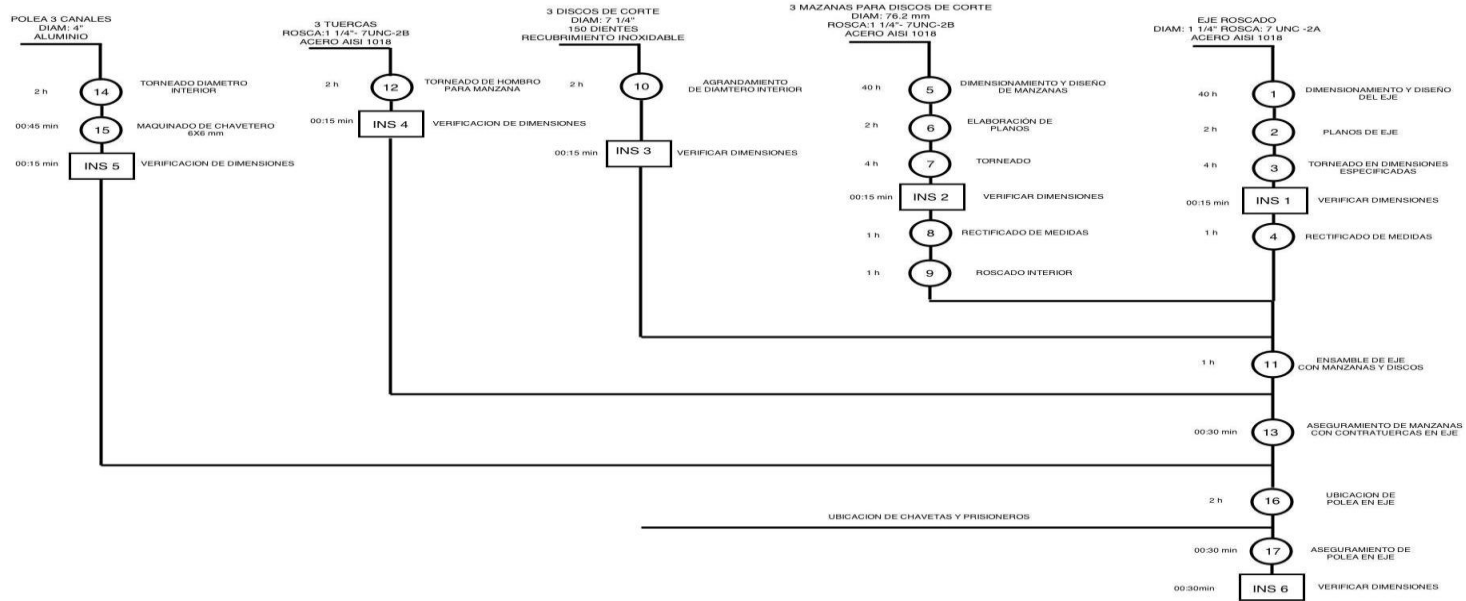 POLEA 3 CANALES
DIAM: 4"
ALUMINIO
2 h
14
TORNEADO DIAMETRO
INTERIOR
00:45 min
15
MAQUINADO DE CHAVETERO
6X6 mm
00:15 min
INS 5
VERIFICACION DE DIMENSIONES
3 TUERCAS
ROSCA:1 1/4"- 7UNC-2B
ACERO AISI 1018
2 h
12
TORNEADO DE HOMBRO
PARA MANZANA
00:15 min
INS 4
VERIFICACION DE DIMENSIONES
3 DISCOS DE CORTE
DIAM: 7 1/4"
150 DIENTES
RECUBRIMIENTO INOXIDABLE
2 h
10
AGRANDAMIENTO
DE DIAMTERO INTERIOR
00:15 min
INS 3
VERIFICAR DIMENSIONES
3 MAZANAS PARA DISCOS DE CORTE
DIAM: 76.2 mm
ROSCA:1 1/4"- 7UNC-2B
ACERO AISI 1018
40 h
5
DIMENSIONAMIENTO Y DISEÑO
DE MANZANAS
2 h
6
ELABORACIÓN DE
PLANOS
4 h
7
TORNEADO
00:15 min
INS 2
VERIFICAR DIMENSIONES
1 h
8
RECTIFICADO DE MEDIDAS
1 h
9
ROSCADO INTERIOR
EJE ROSCADO
DIAM: 1 1/4" ROSCA: 7 UNC -2A
ACERO AISI 1018
40 h
1
DIMENSIONAMIENTO Y DISEÑO
DEL EJE
2 h
2
PLANOS DE EJE
4 h
3
TORNEADO EN DIMENSIONES
ESPECIFICADAS
00:15 min
INS 1
VERIFICAR DIMENSIONES
1 h
4
RECTIFICADO DE MEDIDAS
1 h
11
ENSAMBLE DE EJE
CON MANZANAS Y DISCOS
00:30 min
13
ASEGURAMIENTO DE MANZANAS
CON CONTRATUERCAS EN EJE
2 h
16
UBICACION DE
POLEA EN EJE
UBICACION DE CHAVETAS Y PRISIONEROS
00:30 min
17
ASEGURAMIENTO DE
POLEA EN EJE
00:30min
INS 6
VERIFICAR DIMENSIONES